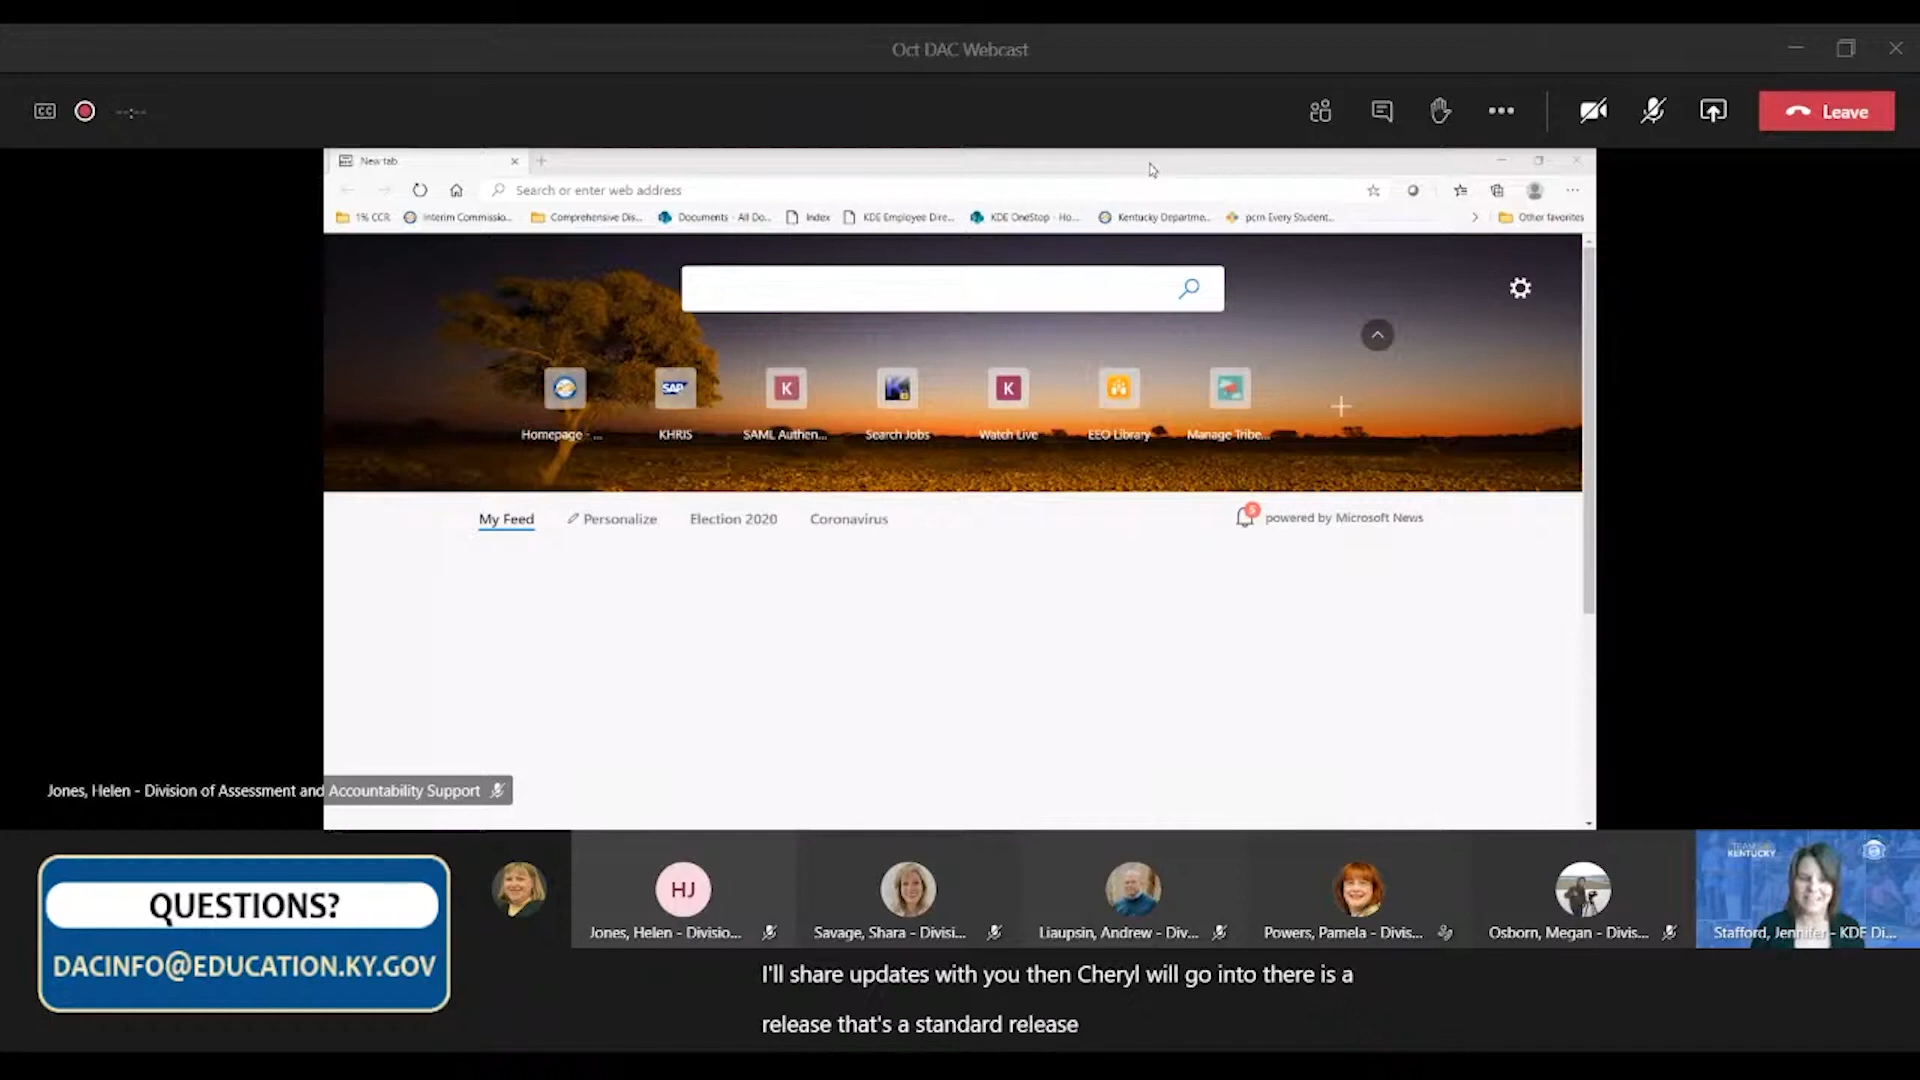 Oct DAC Webcast
CC
--:--
Leave
New tab
Search or enter web address
1% CCR
Interim Commissio...
Comprehensive Dis...
Documents - All Do...
Index
KDE Employee Dire...
KDE OneStop - Ho...
Kentucky Departme...
pcrn Every Student...
Other favorites
SAP
K
K
Homepage - ...
KHRIS
SAML Authen...
Search Jobs
Watch Live
EEO Library
Manage Tribe...
My Feed
Personalize
Election 2020
Coronavirus
5
powered by Microsoft News
Jones, Helen - Division of Assessment and Accountability Support
QUESTIONS?
DACINFO@EDUCATION.KY.GOV
HJ
Jones, Helen - Divisio...
Savage, Shara - Divisi...
Liaupsin, Andrew - Div...
Powers, Pamela - Divis...
Osborn, Megan - Divis...
TEAM
KENTUCKY
Stafford, Jennifer - KDE Di...
I'll share updates with you then Cheryl will go into there is a
release that's a standard release